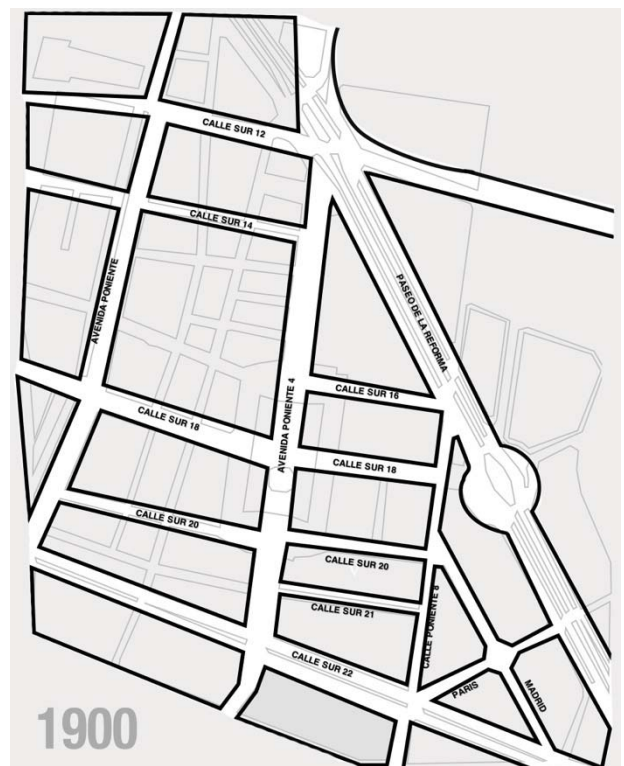 CALLE SUR 12
CALLE SUR 14
AVENIDA PONIENTE
PASEO DE LA REFORMA
CALLE SUR 16
AVENIDA PONIENTE 4
CALLE SUR 18
CALLE SUR 18
CALLE SUR 20
CALLE SUR 20
CALLE PONIENTE 8
CALLE SUR 21
CALLE SUR 22
PARIS
MADRID
1900